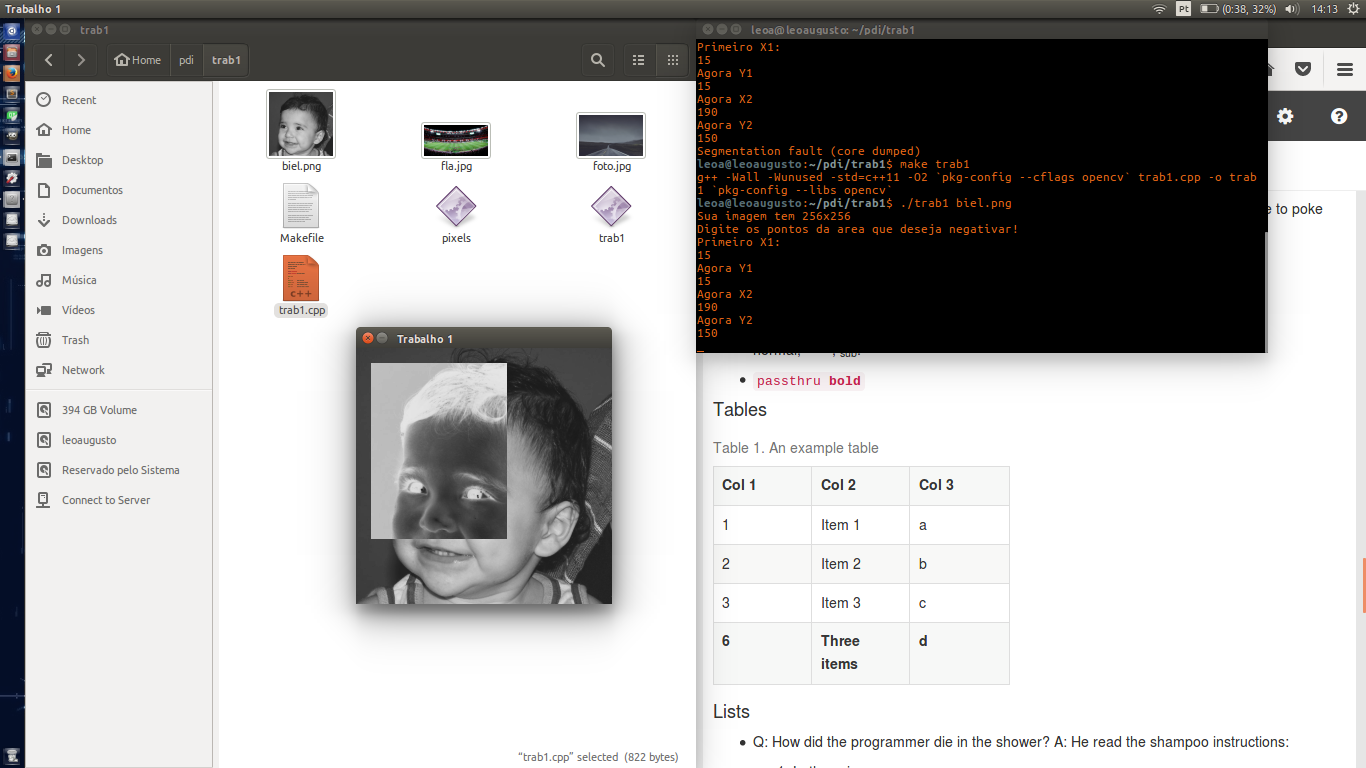 Trabalho 1
Pt
(0:38, 32%)
14:13
trab1
Home
pdi
trab1
Recent
Home
Desktop
Documentos
Downloads
Imagens
Música
Vídeos
Trash
Network
394 GB Volume
leoaugusto
Reservado pelo Sistema
Connect to Server
biel.png
fla.jpg
foto.jpg
Makefile
pixels
trab1
c++
trab1.cpp
Trabalho 1
“trab1.cpp” selected (822 bytes)
leoa@leoaugusto: ~/pdi/trab1
Primeiro X1:
15
Agora Y1
15
Agora X2
190
Agora Y2
150
Segmentation fault (core dumped)
leoa@leoaugusto:~/pdi/trab1$ make trab1
g++ -Wall -Wunused -std=c++11 -O2 `pkg-config --cflags opencv` trab1.cpp -o trab
1 `pkg-config --libs opencv`
leoa@leoaugusto:~/pdi/trab1$ ./trab1 biel.png
Sua imagem tem 256x256
Digite os pontos da area que deseja negativar!
Primeiro X1:
15
Agora Y1
15
Agora X2
190
Agora Y2
150
e to poke
sub
passthru bold
Tables
Table 1. An example table
Col 1 Col 2 Col 3
1 Item 1 a
2 Item 2 b
3 Item 3 c
6 Three items d
Lists
Q: How did the programmer die in the shower? A: He read the shampoo instructions: